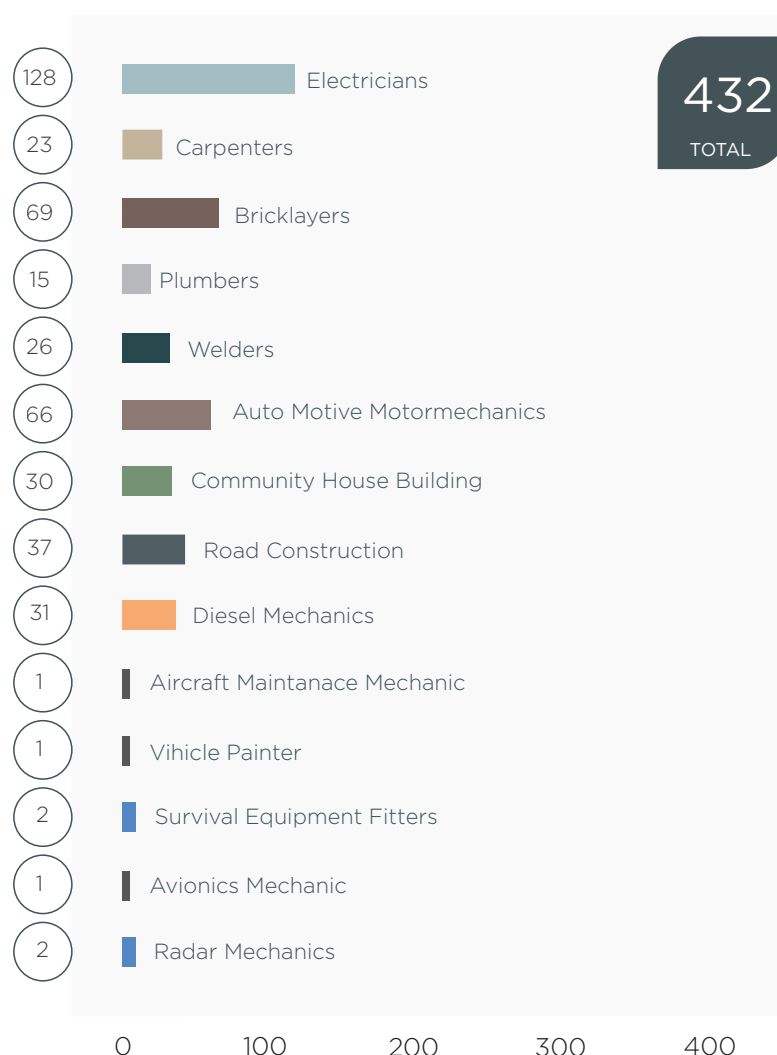 128 Electricians
432
TOTAL
23 Carpenters
69 Bricklayers
15 Plumbers
26 Welders
66 Auto Motive Motormechanics
30 Community House Building
37 Road Construction
31 Diesel Mechanics
1 Aircraft Maintanace Mechanic
1 Vihicle Painter
2 Survival Equipment Fitters
1 Avionics Mechanic
2 Radar Mechanics
0 100 200 300 400